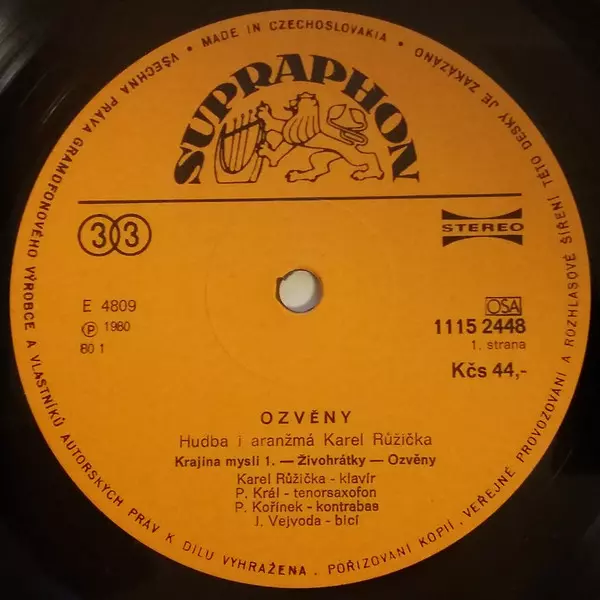 VŠECHNA PRÁVA GRAMOFONOVÉHO VÝROBCE A VLASTNÍKŮ AUTORSKÝCH PRÁV K DÍLU VYHRAŽENA. POŘIZOVÁNÍ KOPIÍ, VEŘEJNÉ PROVOZOVÁNÍ A ROZHLASOVÉ ŠÍŘENÍ TÉTO DESKY JE ZAKÁZÁNO • MADE IN CZECHOSLOVAKIA •
SUPRAPHON
33
STEREO
E 4809
℗ 1980
80 1
OSA
1115 2448
1. strana
Kčs 44,-
OZVĚNY
Hudba i aranžmá Karel Růžička
Krajina mysli 1. — Živohrátky — Ozvěny
Karel Růžička - klavír
P. Král - tenorsaxofon
P. Kořínek - kontrabas
J. Vejvoda - bicí